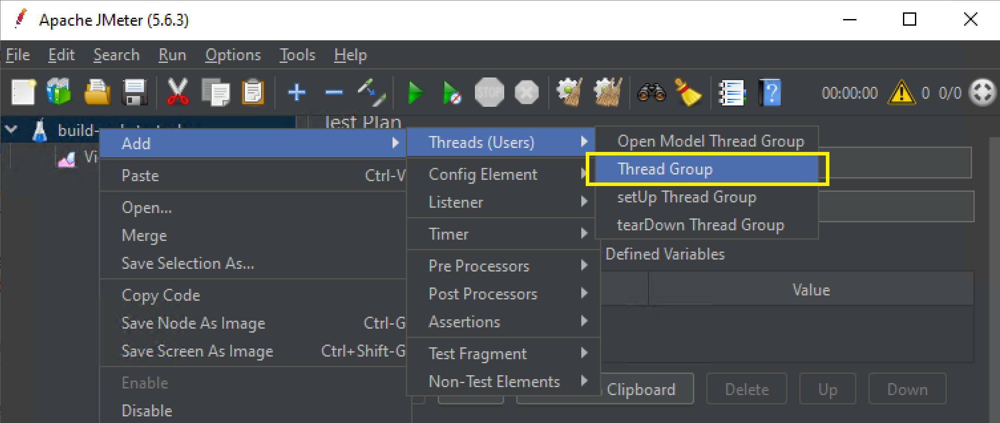 Apache JMeter (5.6.3)
File Edit Search Run Options Tools Help
STOP ? 00:00:00 0 0/0
build-
Test Plan
Vi
Add
Paste Ctrl-V
Open...
Merge
Save Selection As...
Copy Code
Save Node As Image Ctrl-G
Save Screen As Image Ctrl+Shift-G
Enable
Disable
Threads (Users)
Config Element
Listener
Timer
Pre Processors
Post Processors
Assertions
Test Fragment
Non-Test Elements
Open Model Thread Group
Thread Group
setUp Thread Group
tearDown Thread Group
Defined Variables
Value
Clipboard Delete Up Down